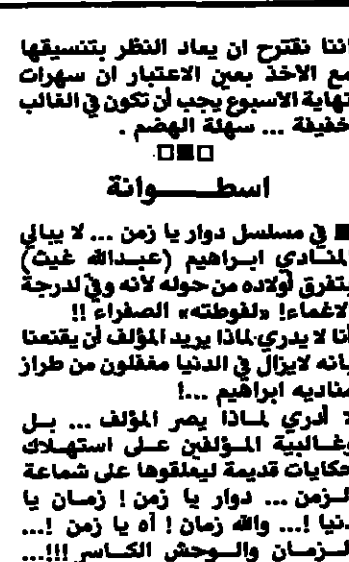 اننا نقترح ان يعاد النظر بتنسيقها
مع الاخذ بعين الاعتبار ان سهرات
نهاية الاسبوع يجب أن تكون في الغالب
خفيفة ... سهلة الهضم .
اسطــــوانة
في مسلسل دوار يا زمن ... لا يبالي
المنادي ابراهيم (عبدالله غيث)
بتفرق أولاده من حوله لأنه وفيّ لدرجة
الاغماء! «لفوطته» الصفراء !!
أنا لا يدري لماذا يريد المؤلف أن يقنعنا
بانه لايزال في الدنيا مغفلون من طراز
مناديه ابراهيم ...!
لا أدري لماذا يصر المؤلف ... بل
وغالبية المؤلفين على استهلاك
حكايات قديمة ليعلقوها على شماعة
الزمن ... دوار يا زمن ! زمان يا
دنيا !... والله زمان ! آه يا زمن !...
الزمان والوحش الكاسر !!!...